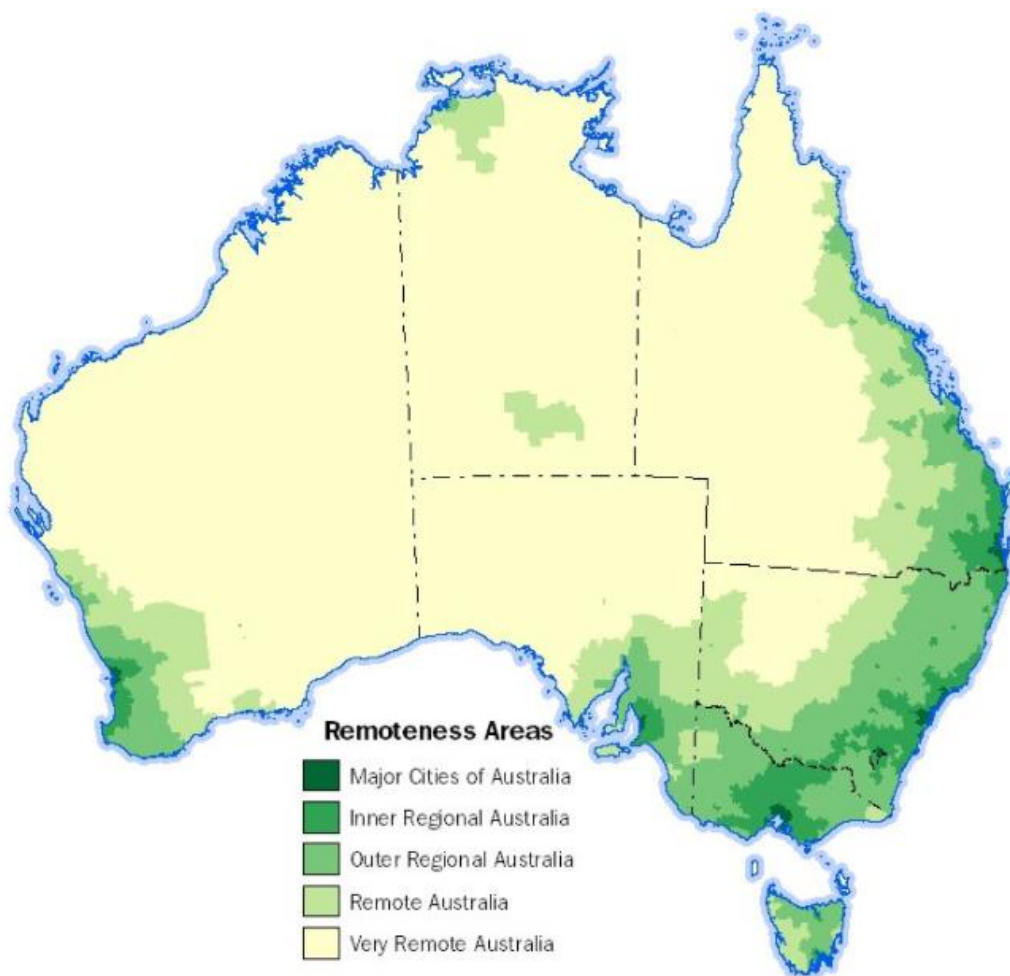 Remoteness Areas
Major Cities of Australia
Inner Regional Australia
Outer Regional Australia
Remote Australia
Very Remote Australia